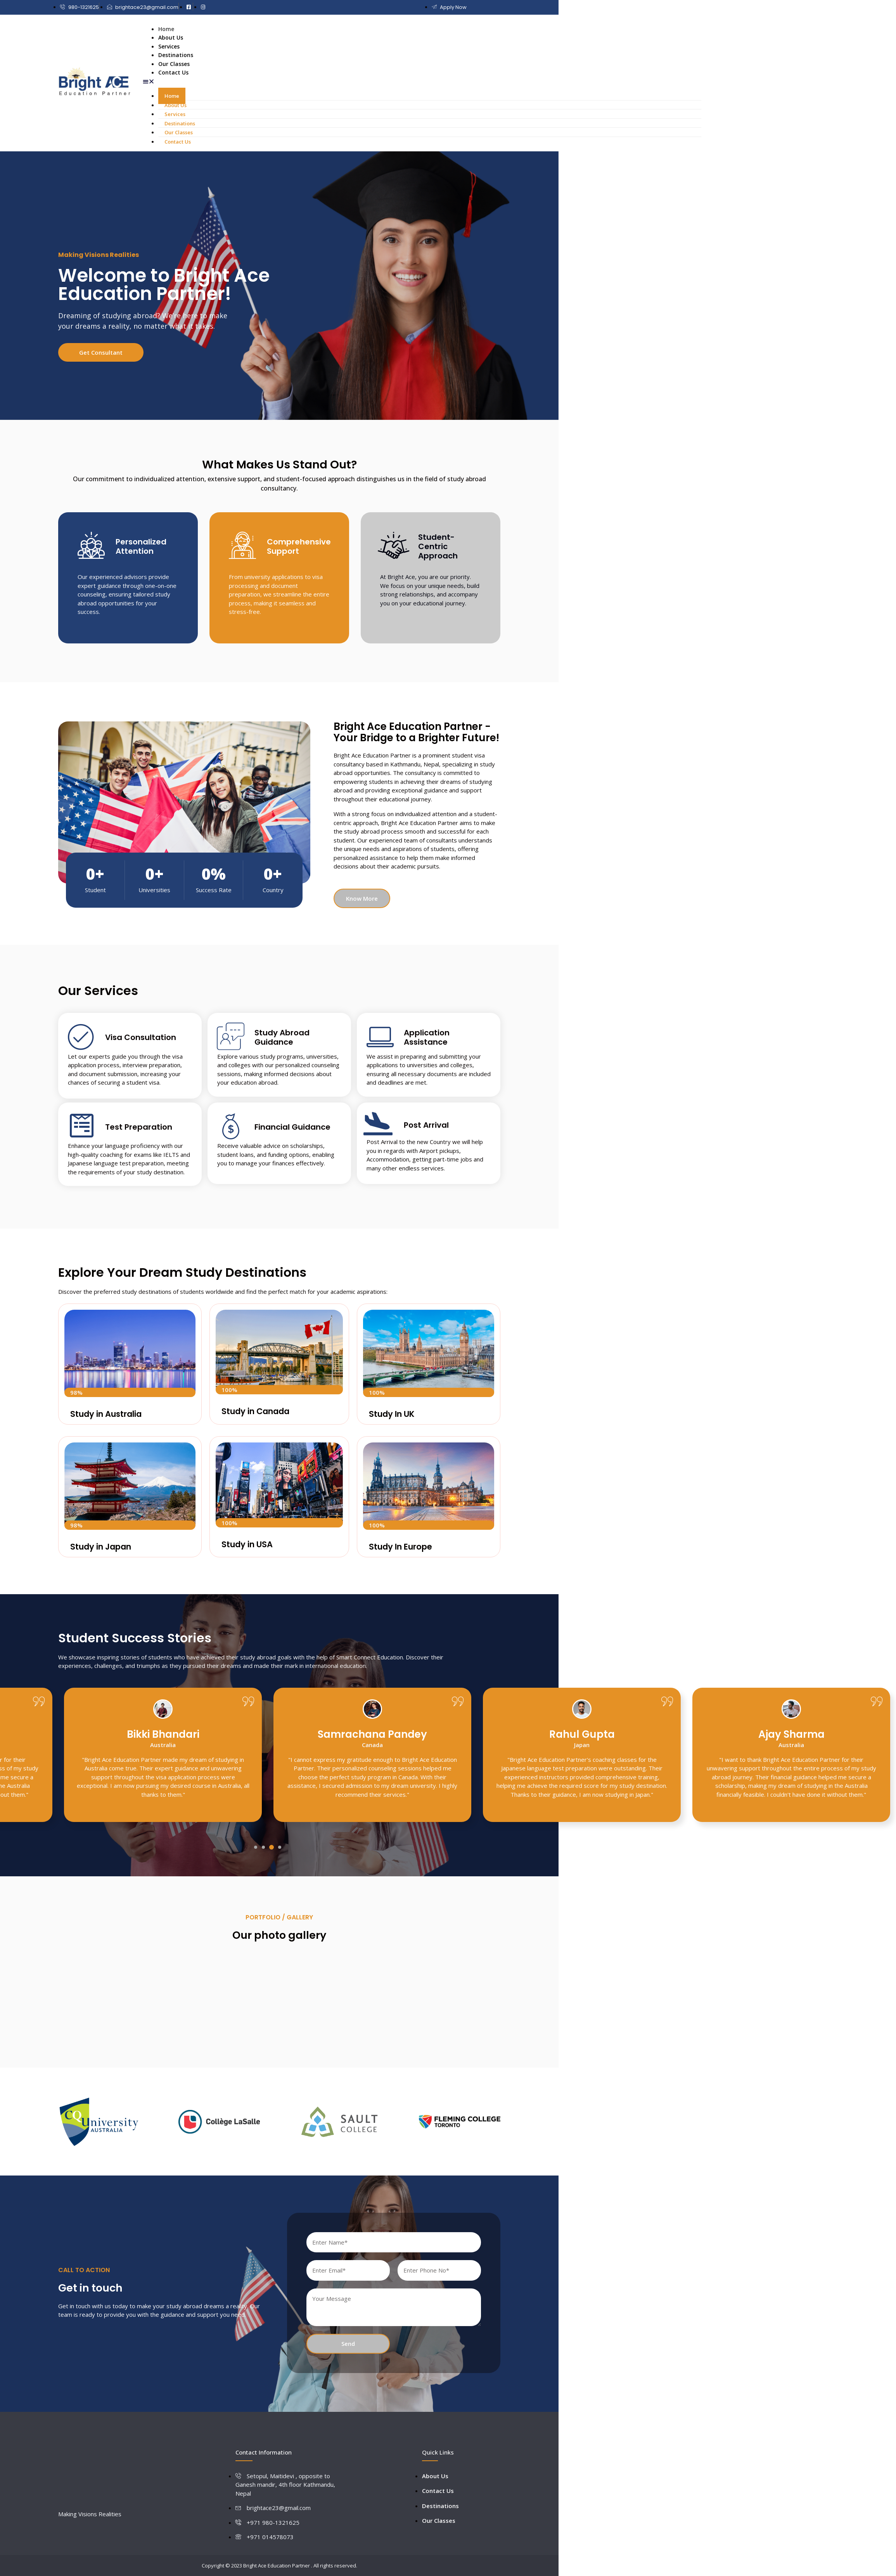 980-1321625
brightace23@gmail.com
Apply Now
Home
About Us
Services
Destinations
Our Classes
Contact Us
Bright ACE
Education Partner
Home
About Us
Services
Destinations
Our Classes
Contact Us
Making Visions Realities
Welcome to Bright Ace
Education Partner!
Dreaming of studying abroad? We're here to make
your dreams a reality, no matter what it takes.
Get Consultant
What Makes Us Stand Out?
Our commitment to individualized attention, extensive support, and student-focused approach distinguishes us in the field of study abroad
consultancy.
Personalized
Attention
Our experienced advisors provide
expert guidance through one-on-one
counseling, ensuring tailored study
abroad opportunities for your
success.
Comprehensive
Support
From university applications to visa
processing and document
preparation, we streamline the entire
process, making it seamless and
stress-free.
Student-
Centric
Approach
At Bright Ace, you are our priority.
We focus on your unique needs, build
strong relationships, and accompany
you on your educational journey.
Bright Ace Education Partner -
Your Bridge to a Brighter Future!
Bright Ace Education Partner is a prominent student visa
consultancy based in Kathmandu, Nepal, specializing in study
abroad opportunities. The consultancy is committed to
empowering students in achieving their dreams of studying
abroad and providing exceptional guidance and support
throughout their educational journey.
With a strong focus on individualized attention and a student-
centric approach, Bright Ace Education Partner aims to make
the study abroad process smooth and successful for each
student. Our experienced team of consultants understands
the unique needs and aspirations of students, offering
personalized assistance to help them make informed
decisions about their academic pursuits.
Know More
0+
Student
0+
Universities
0%
Success Rate
0+
Country
Our Services
Visa Consultation
Let our experts guide you through the visa
application process, interview preparation,
and document submission, increasing your
chances of securing a student visa.
Study Abroad
Guidance
Explore various study programs, universities,
and colleges with our personalized counseling
sessions, making informed decisions about
your education abroad.
Application
Assistance
We assist in preparing and submitting your
applications to universities and colleges,
ensuring all necessary documents are included
and deadlines are met.
Test Preparation
Enhance your language proficiency with our
high-quality coaching for exams like IELTS and
Japanese language test preparation, meeting
the requirements of your study destination.
Financial Guidance
Receive valuable advice on scholarships,
student loans, and funding options, enabling
you to manage your finances effectively.
Post Arrival
Post Arrival to the new Country we will help
you in regards with Airport pickups,
Accommodation, getting part-time jobs and
many other endless services.
Explore Your Dream Study Destinations
Discover the preferred study destinations of students worldwide and find the perfect match for your academic aspirations:
98%
Study in Australia
100%
Study in Canada
100%
Study In UK
98%
Study in Japan
100%
Study in USA
100%
Study In Europe
Student Success Stories
We showcase inspiring stories of students who have achieved their study abroad goals with the help of Smart Connect Education. Discover their
experiences, challenges, and triumphs as they pursued their dreams and made their mark in international education.
r for their
ss of my study
me secure a
e Australia
out them."
Bikki Bhandari
Australia
"Bright Ace Education Partner made my dream of studying in
Australia come true. Their expert guidance and unwavering
support throughout the visa application process were
exceptional. I am now pursuing my desired course in Australia, all
thanks to them."
Samrachana Pandey
Canada
"I cannot express my gratitude enough to Bright Ace Education
Partner. Their personalized counseling sessions helped me
choose the perfect study program in Canada. With their
assistance, I secured admission to my dream university. I highly
recommend their services."
Rahul Gupta
Japan
"Bright Ace Education Partner's coaching classes for the
Japanese language test preparation were outstanding. Their
experienced instructors provided comprehensive training,
helping me achieve the required score for my study destination.
Thanks to their guidance, I am now studying in Japan."
Ajay Sharma
Australia
"I want to thank Bright Ace Education Partner for their
unwavering support throughout the entire process of my study
abroad journey. Their financial guidance helped me secure a
scholarship, making my dream of studying in the Australia
financially feasible. I couldn't have done it without them."
PORTFOLIO / GALLERY
Our photo gallery
CQUniversity
AUSTRALIA
Collège LaSalle
SAULT
COLLEGE
FLEMING COLLEGE
TORONTO
CALL TO ACTION
Get in touch
Get in touch with us today to make your study abroad dreams a reality. Our
team is ready to provide you with the guidance and support you need.
Enter Name*
Enter Email*
Enter Phone No*
Your Message
Send
Making Visions Realities
Contact Information
Setopul, Maitidevi , opposite to
Ganesh mandir, 4th floor Kathmandu,
Nepal
brightace23@gmail.com
+971 980-1321625
+971 014578073
Quick Links
About Us
Contact Us
Destinations
Our Classes
Copyright © 2023 Bright Ace Education Partner . All rights reserved.